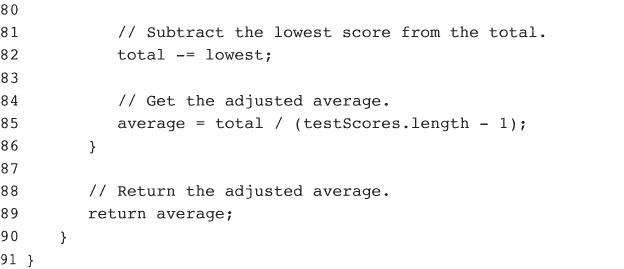 80
81          // Subtract the lowest score from the total.
82          total -= lowest;
83
84          // Get the adjusted average.
85          average = total / (testScores.length - 1);
86       }
87
88       // Return the adjusted average.
89       return average;
90    }
91 }